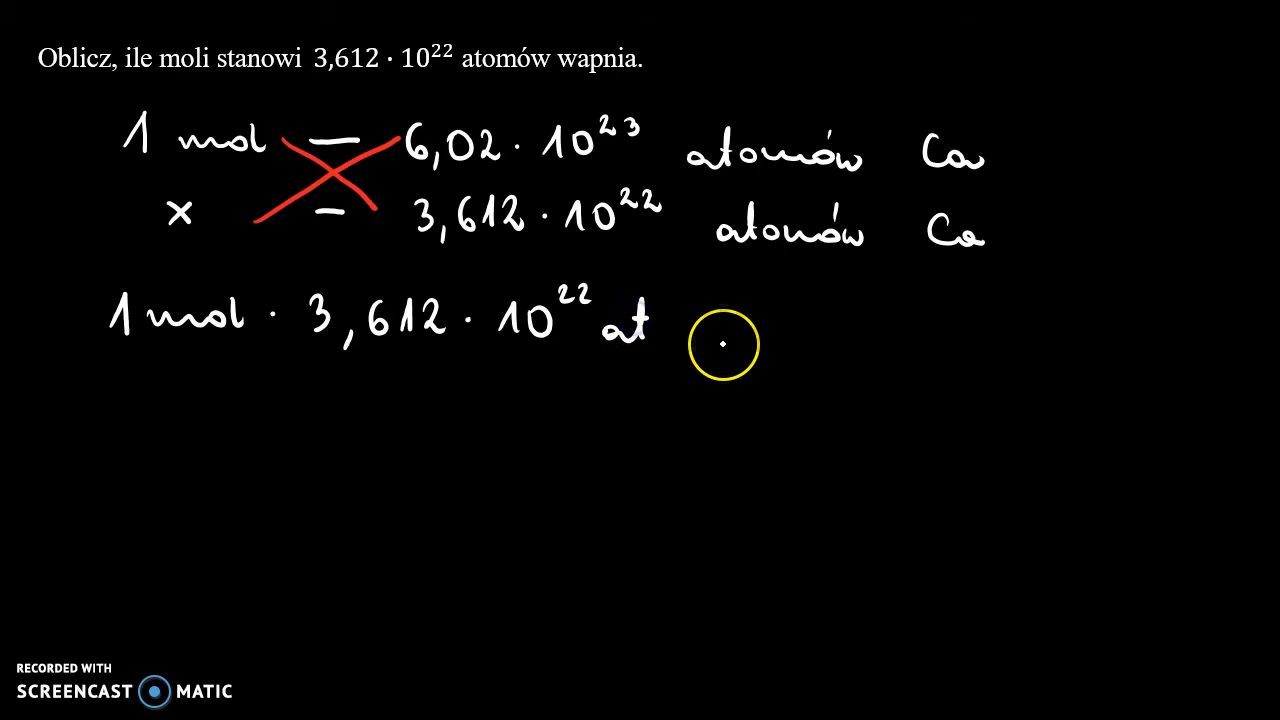 Oblicz, ile moli stanowi 3,612 · 10²² atomów wapnia.
1 mol — 6,02 · 10²³ atomów Ca
x — 3,612 · 10²² atomów Ca
1 mol · 3,612 · 10²² at
RECORDED WITH
SCREENCAST MATIC